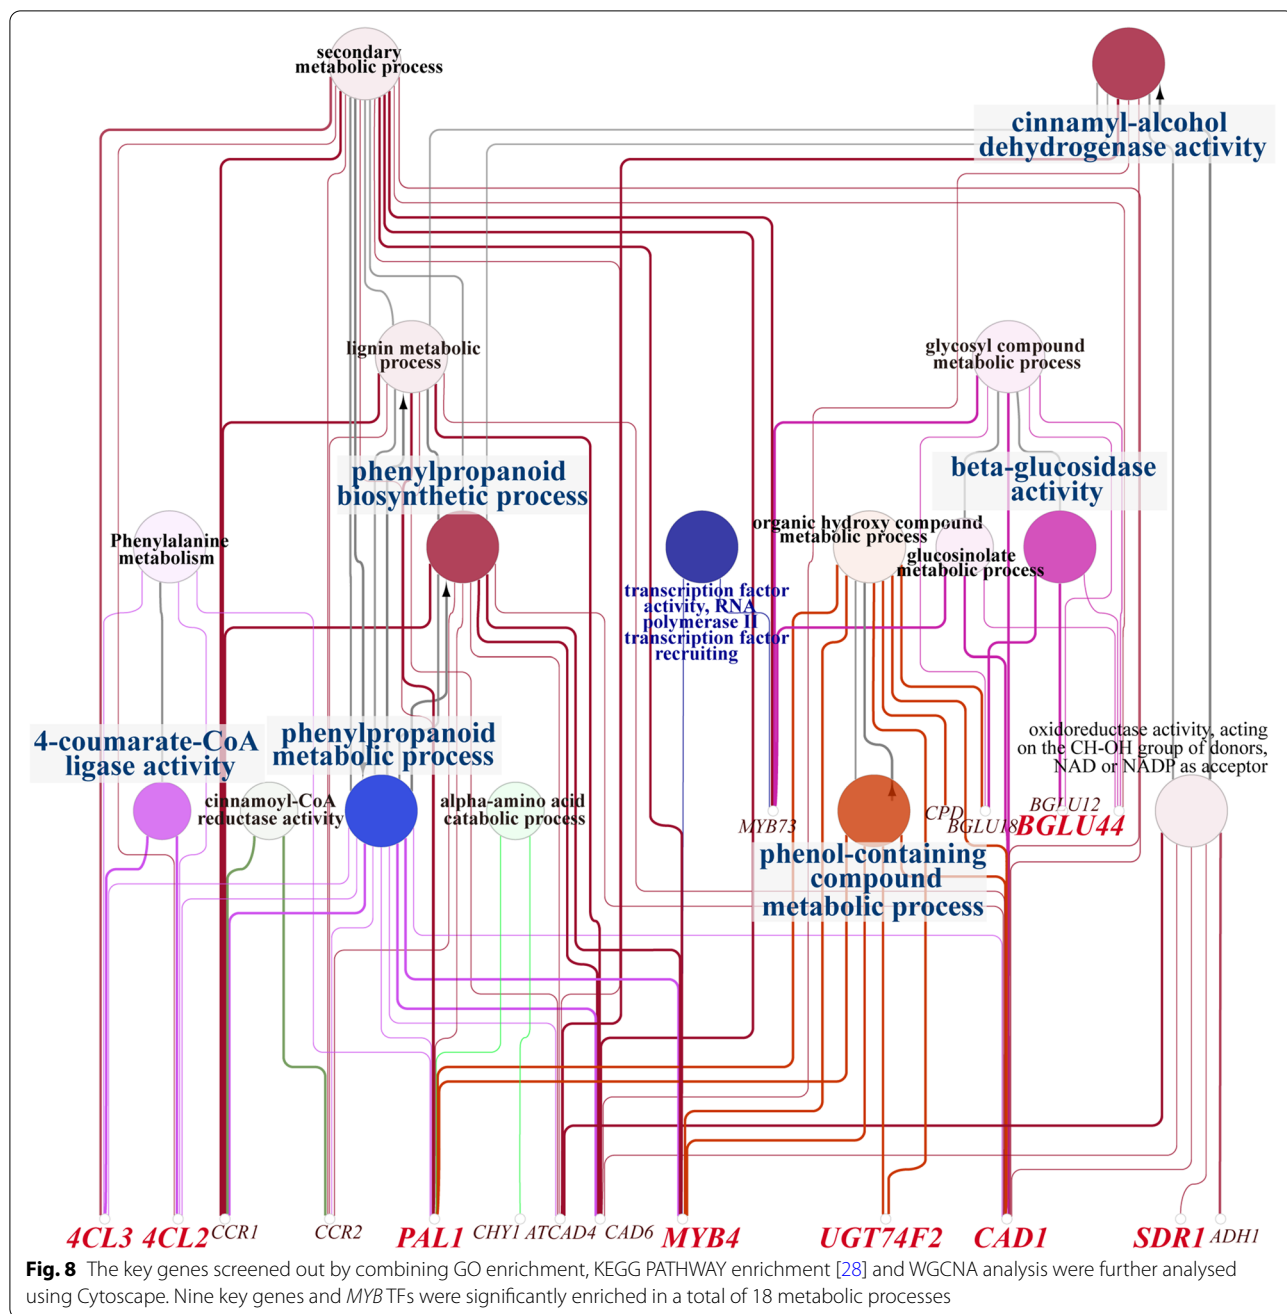 secondary
metabolic process
cinnamyl-alcohol
dehydrogenase activity
lignin metabolic
process
glycosyl compound
metabolic process
phenylpropanoid
biosynthetic process
beta-glucosidase
activity
Phenylalanine
metabolism
organic hydroxy compound
metabolic process
glucosinolate
metabolic process
transcription factor
activity, RNA
polymerase II
transcription factor
recruiting
4-coumarate-CoA
ligase activity
phenylpropanoid
metabolic process
oxidoreductase activity, acting
on the CH-OH group of donors,
NAD or NADP as acceptor
cinnamoyl-CoA
reductase activity
alpha-amino acid
catabolic process
MYB73
CPD
BGLU18
BGLU12
BGLU44
phenol-containing
compound
metabolic process
4CL3 4CL2 CCR1 CCR2 PAL1 CHY1 ATCAD4 CAD6 MYB4 UGT74F2 CAD1 SDR1 ADH1
Fig. 8 The key genes screened out by combining GO enrichment, KEGG PATHWAY enrichment [28] and WGCNA analysis were further analysed
using Cytoscape. Nine key genes and MYB TFs were significantly enriched in a total of 18 metabolic processes